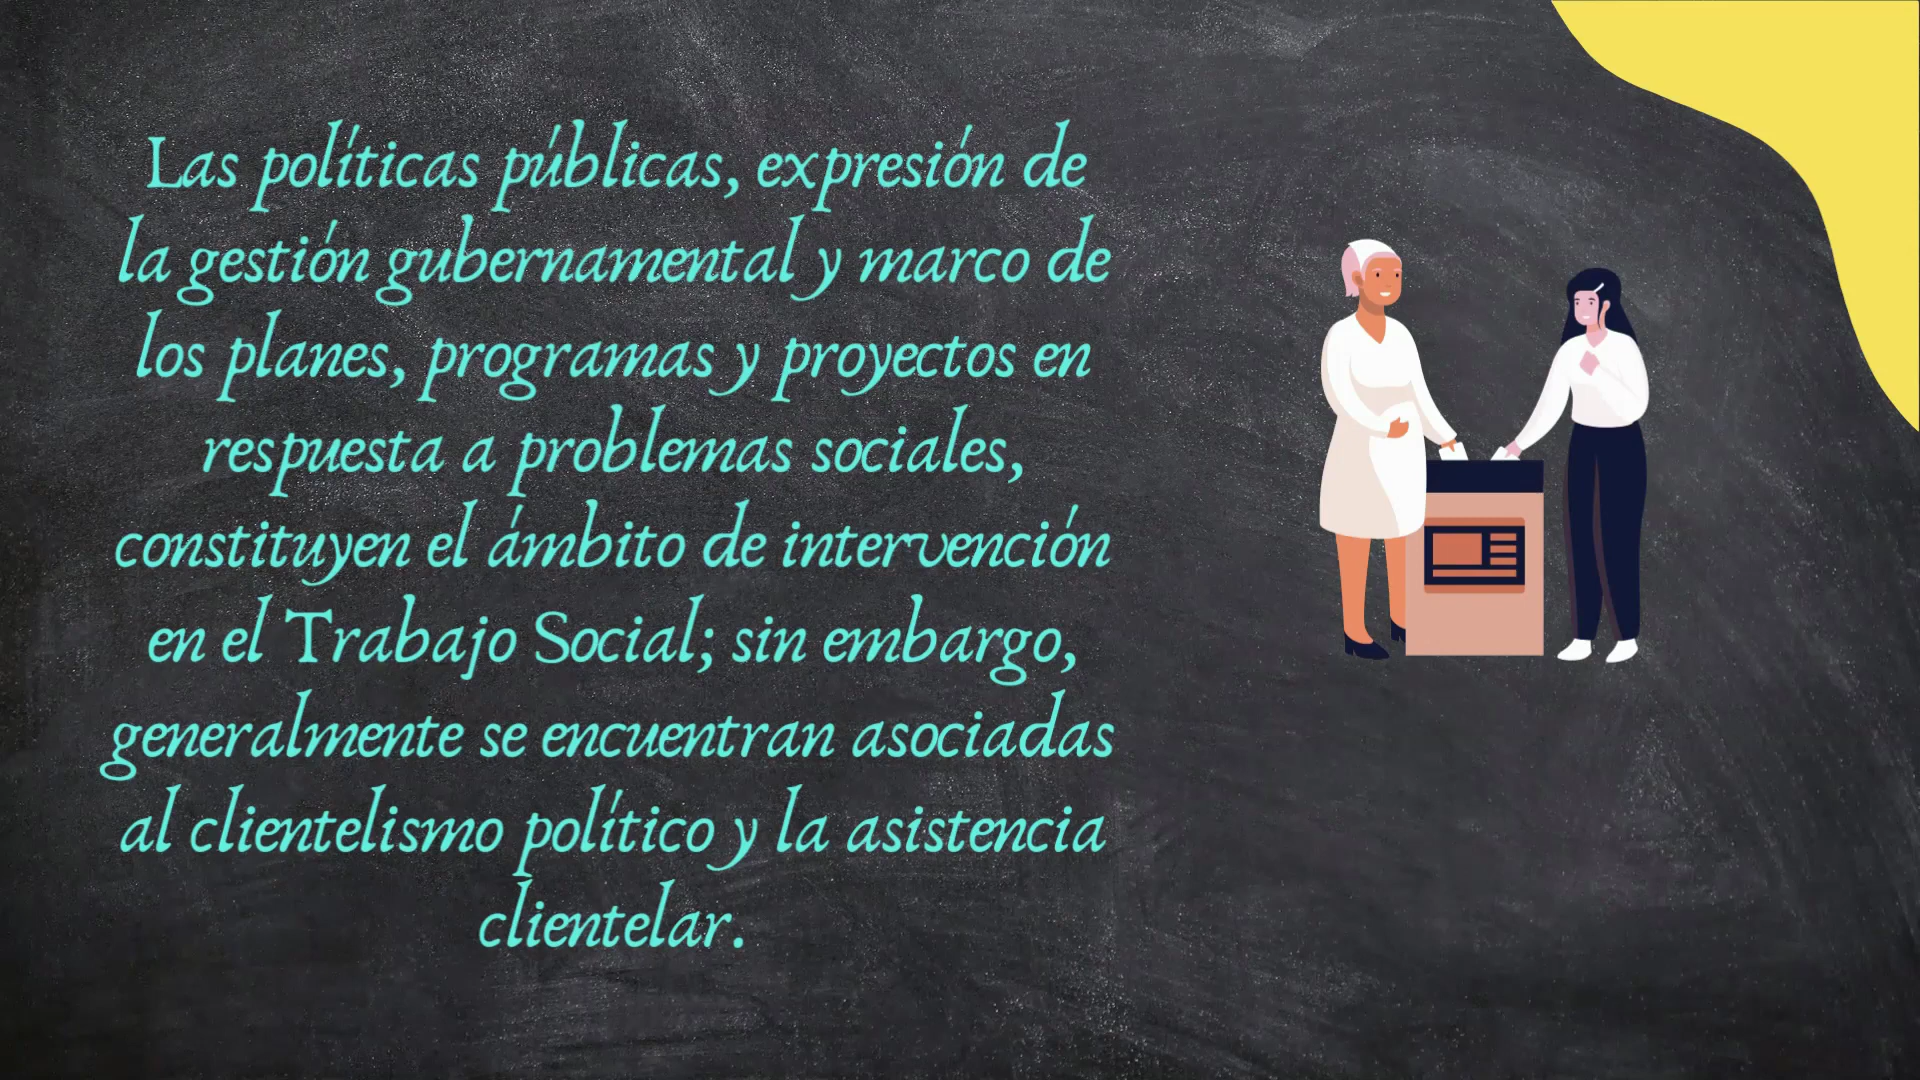 Las políticas públicas, expresión de
la gestión gubernamental y marco de
los planes, programas y proyectos en
respuesta a problemas sociales,
constituyen el ámbito de intervención
en el Trabajo Social; sin embargo,
generalmente se encuentran asociadas
al clientelismo político y la asistencia
clientelar.